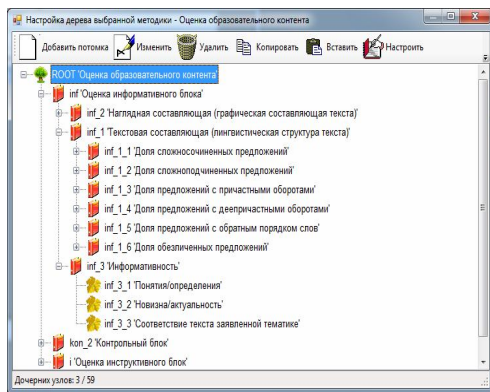 Настройка дерева выбранной методики - Оценка образовательного контента
Добавить потомка Изменить Удалить Копировать Вставить Настроить
ROOT 'Оценка образовательного контента'
inf 'Оценка информативного блока'
inf_2 'Наглядная составляющая (графическая составляющая текста)'
inf_1 'Текстовая составляющая (лингвистическая структура текста)'
inf_1_1 'Доля сложносочиненных предложений'
inf_1_2 'Доля сложноподчиненных предложений'
inf_1_3 'Доля предложений с причастными оборотами'
inf_1_4 'Доля предложений с деепричастными оборотами'
inf_1_5 'Доля предложений с обратным порядком слов'
inf_1_6 'Доля обезличенных предложений'
inf_3 'Информативность'
inf_3_1 'Понятия/определения'
inf_3_2 'Новизна/актуальность'
inf_3_3 'Соответствие текста заявленной тематике'
kon_2 'Контрольный блок'
i 'Оценка инструктивного блок'
Дочерних узлов: 3 / 59